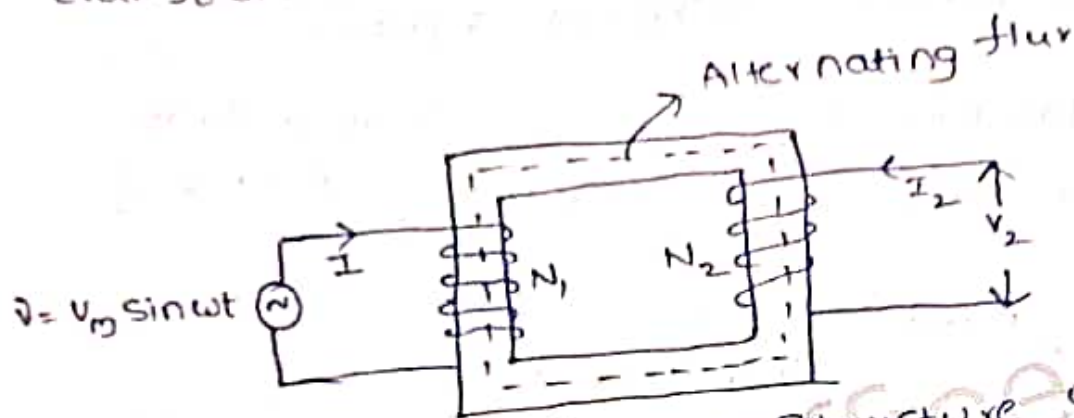 Alternating flux
I
N₁
N₂
I₂
V₂
v = Vm sin ωt